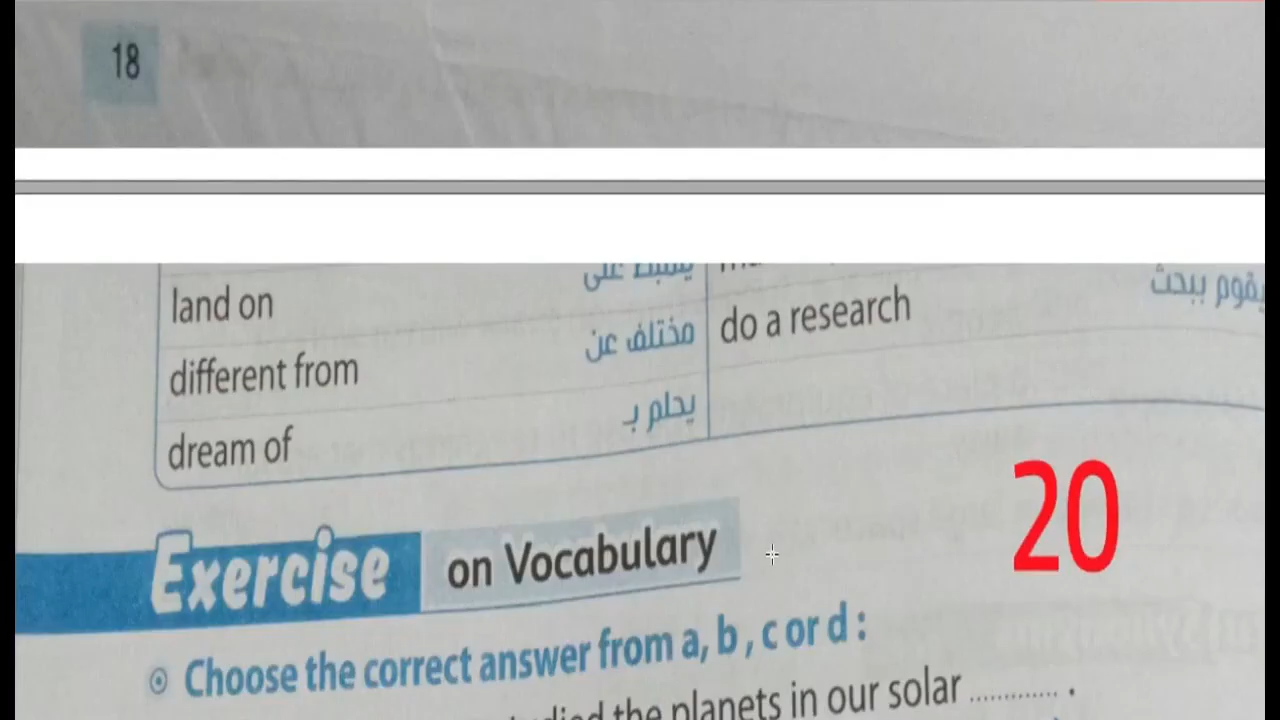 18
land on يهبط على
do a research يقوم ببحث
different from مختلف عن
dream of يحلم بـ
20
Exercise on Vocabulary
Choose the correct answer from a, b , c or d :
the planets in our solar ............. .